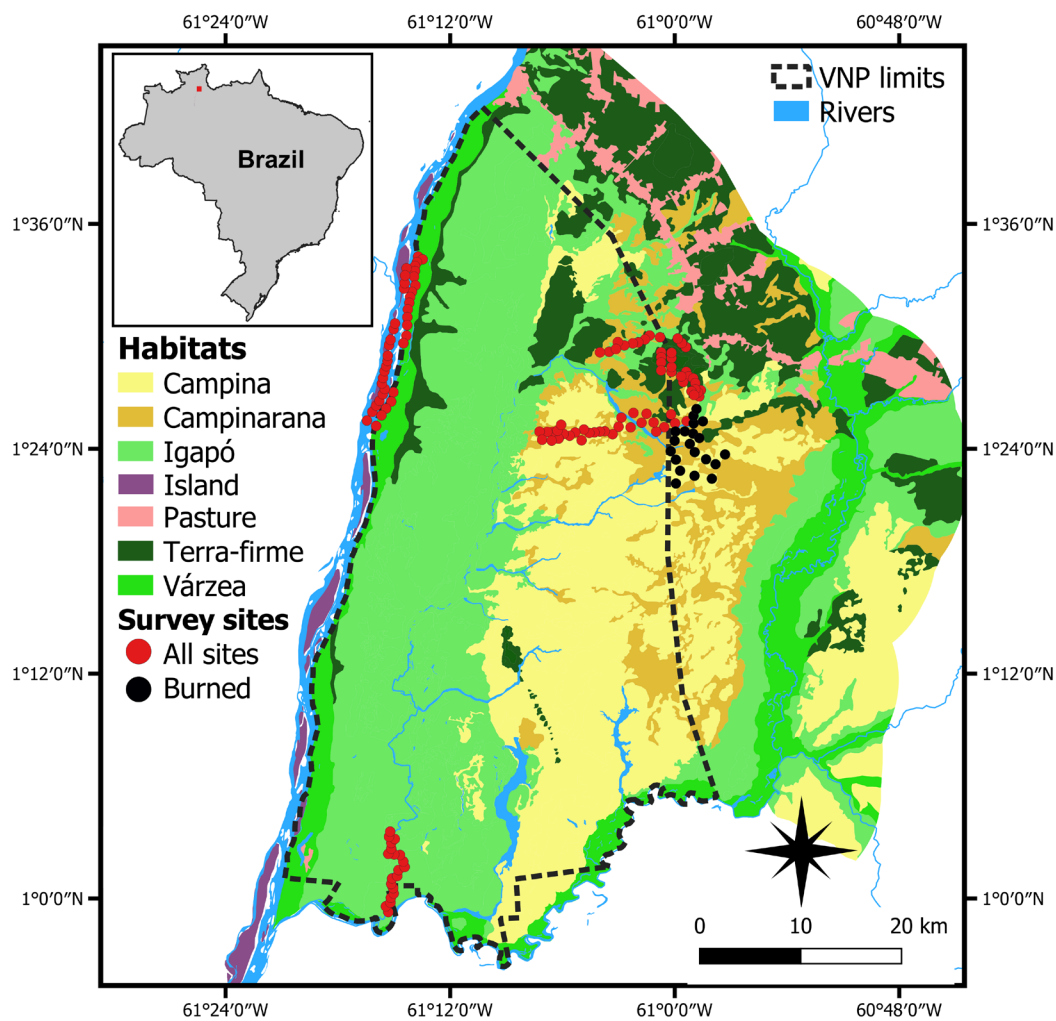 61°24′0″W 61°12′0″W 61°00′0″W 60°48′0″W
Brazil
VNP limits
Rivers
1°36′0″N 1°36′0″N
Habitats
Campina
Campinarana
Igapó
Island
Pasture
Terra-firme
Várzea
1°24′0″N 1°24′0″N
Survey sites
All sites
Burned
1°12′0″N 1°12′0″N
1°0′0″N 1°0′0″N
0 10 20 km
61°24′0″W 61°12′0″W 61°00′0″W 60°48′0″W